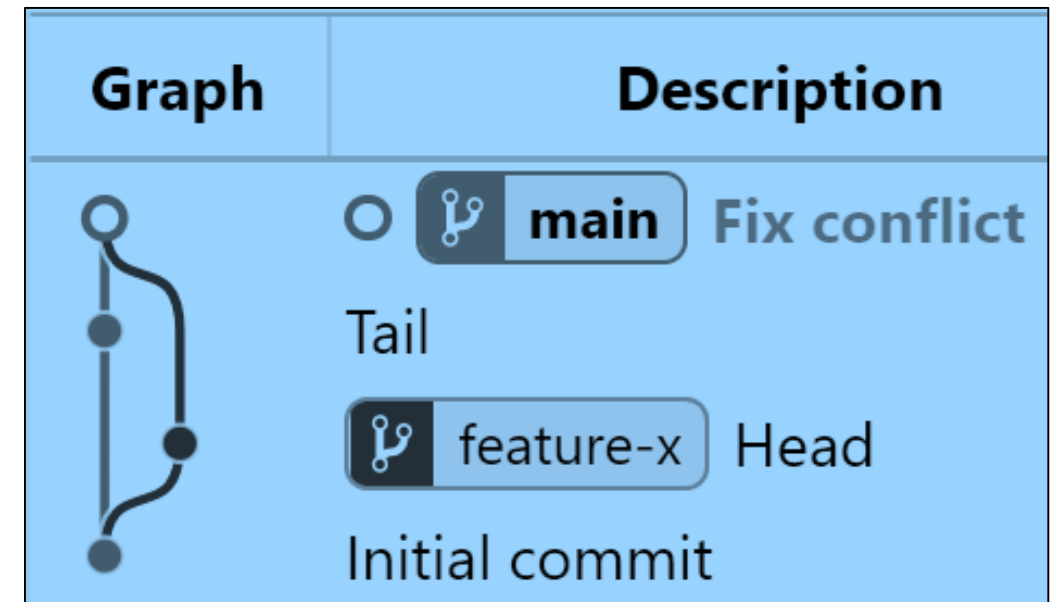 Graph Description
main Fix conflict
Tail
feature-x Head
Initial commit